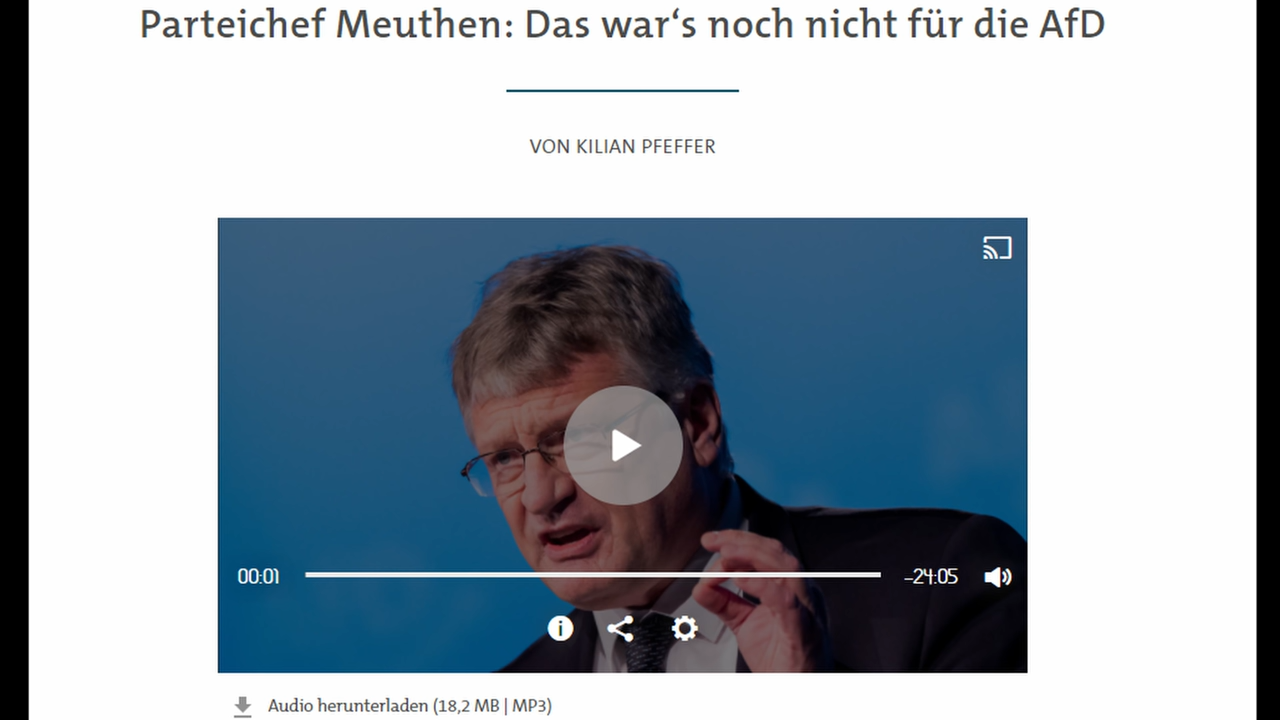 Parteichef Meuthen: Das war‘s noch nicht für die AfD
VON KILIAN PFEFFER
00:01
–24:05
Audio herunterladen (18,2 MB | MP3)